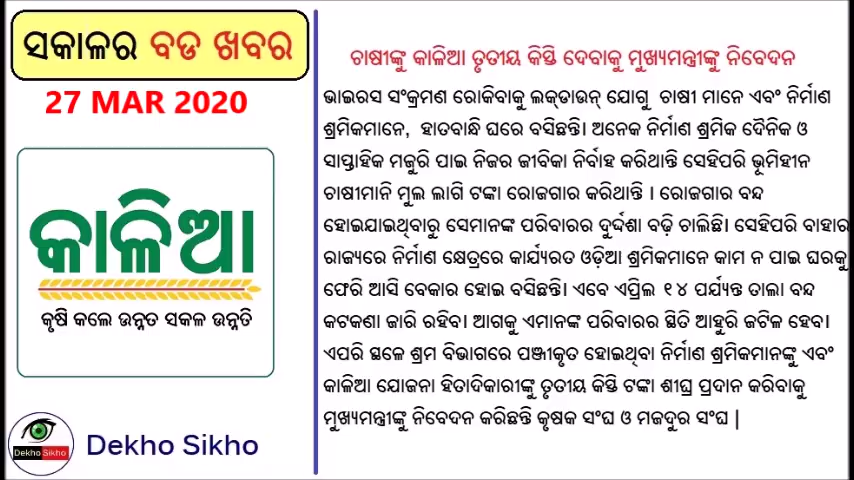 ସକାଳର ବଡ ଖବର
27 MAR 2020
କାଳିଆ
କୃଷି କଲେ ଉନ୍ନତ ସକଳ ଉନ୍ନତି
Dekho Sikho
Dekho Sikho
ଚାଷୀଙ୍କୁ କାଳିଆ ତୃତୀୟ କିସ୍ତି ଦେବାକୁ ମୁଖ୍ୟମନ୍ତ୍ରୀଙ୍କୁ ନିବେଦନ
ଭାଇରସ ସଂକ୍ରମଣ ରୋକିବାକୁ ଲକ୍‌ଡାଉନ୍ ଯୋଗୁ ଚାଷୀ ମାନେ ଏବଂ ନିର୍ମାଣ
ଶ୍ରମିକମାନେ, ହାତବାନ୍ଧି ଘରେ ବସିଛନ୍ତି। ଅନେକ ନିର୍ମାଣ ଶ୍ରମିକ ଦୈନିକ ଓ
ସାପ୍ତାହିକ ମଜୁରି ପାଇ ନିଜର ଜୀବିକା ନିର୍ବାହ କରିଥାନ୍ତି ସେହିପରି ଭୂମିହୀନ
ଚାଷୀମାନି ମୁଲ ଲାଗି ଟଙ୍କା ରୋଜଗାର କରିଥାନ୍ତି । ରୋଜଗାର ବନ୍ଦ
ହୋଇଯାଇଥିବାରୁ ସେମାନଙ୍କ ପରିବାରର ଦୁର୍ଦ୍ଦଶା ବଢ଼ି ଚାଲିଛି। ସେହିପରି ବାହାର
ରାଜ୍ୟରେ ନିର୍ମାଣ କ୍ଷେତ୍ରରେ କାର୍ଯ୍ୟରତ ଓଡ଼ିଆ ଶ୍ରମିକମାନେ କାମ ନ ପାଇ ଘରକୁ
ଫେରି ଆସି ବେକାର ହୋଇ ବସିଛନ୍ତି। ଏବେ ଏପ୍ରିଲ ୧୪ ପର୍ଯ୍ୟନ୍ତ ତାଲା ବନ୍ଦ
କଟକଣା ଜାରି ରହିବ। ଆଗକୁ ଏମାନଙ୍କ ପରିବାରର ସ୍ଥିତି ଆହୁରି ଜଟିଳ ହେବ।
ଏପରି ସ୍ଥଳେ ଶ୍ରମ ବିଭାଗରେ ପଞ୍ଜୀକୃତ ହୋଇଥିବା ନିର୍ମାଣ ଶ୍ରମିକମାନଙ୍କୁ ଏବଂ
କାଳିଆ ଯୋଜନା ହିତାଦିକାରୀଙ୍କୁ ତୃତୀୟ କିସ୍ତି ଟଙ୍କା ଶୀଘ୍ର ପ୍ରଦାନ କରିବାକୁ
ମୁଖ୍ୟମନ୍ତ୍ରୀଙ୍କୁ ନିବେଦନ କରିଛନ୍ତି କୃଷକ ସଂଘ ଓ ମଜଦୁର ସଂଘ |